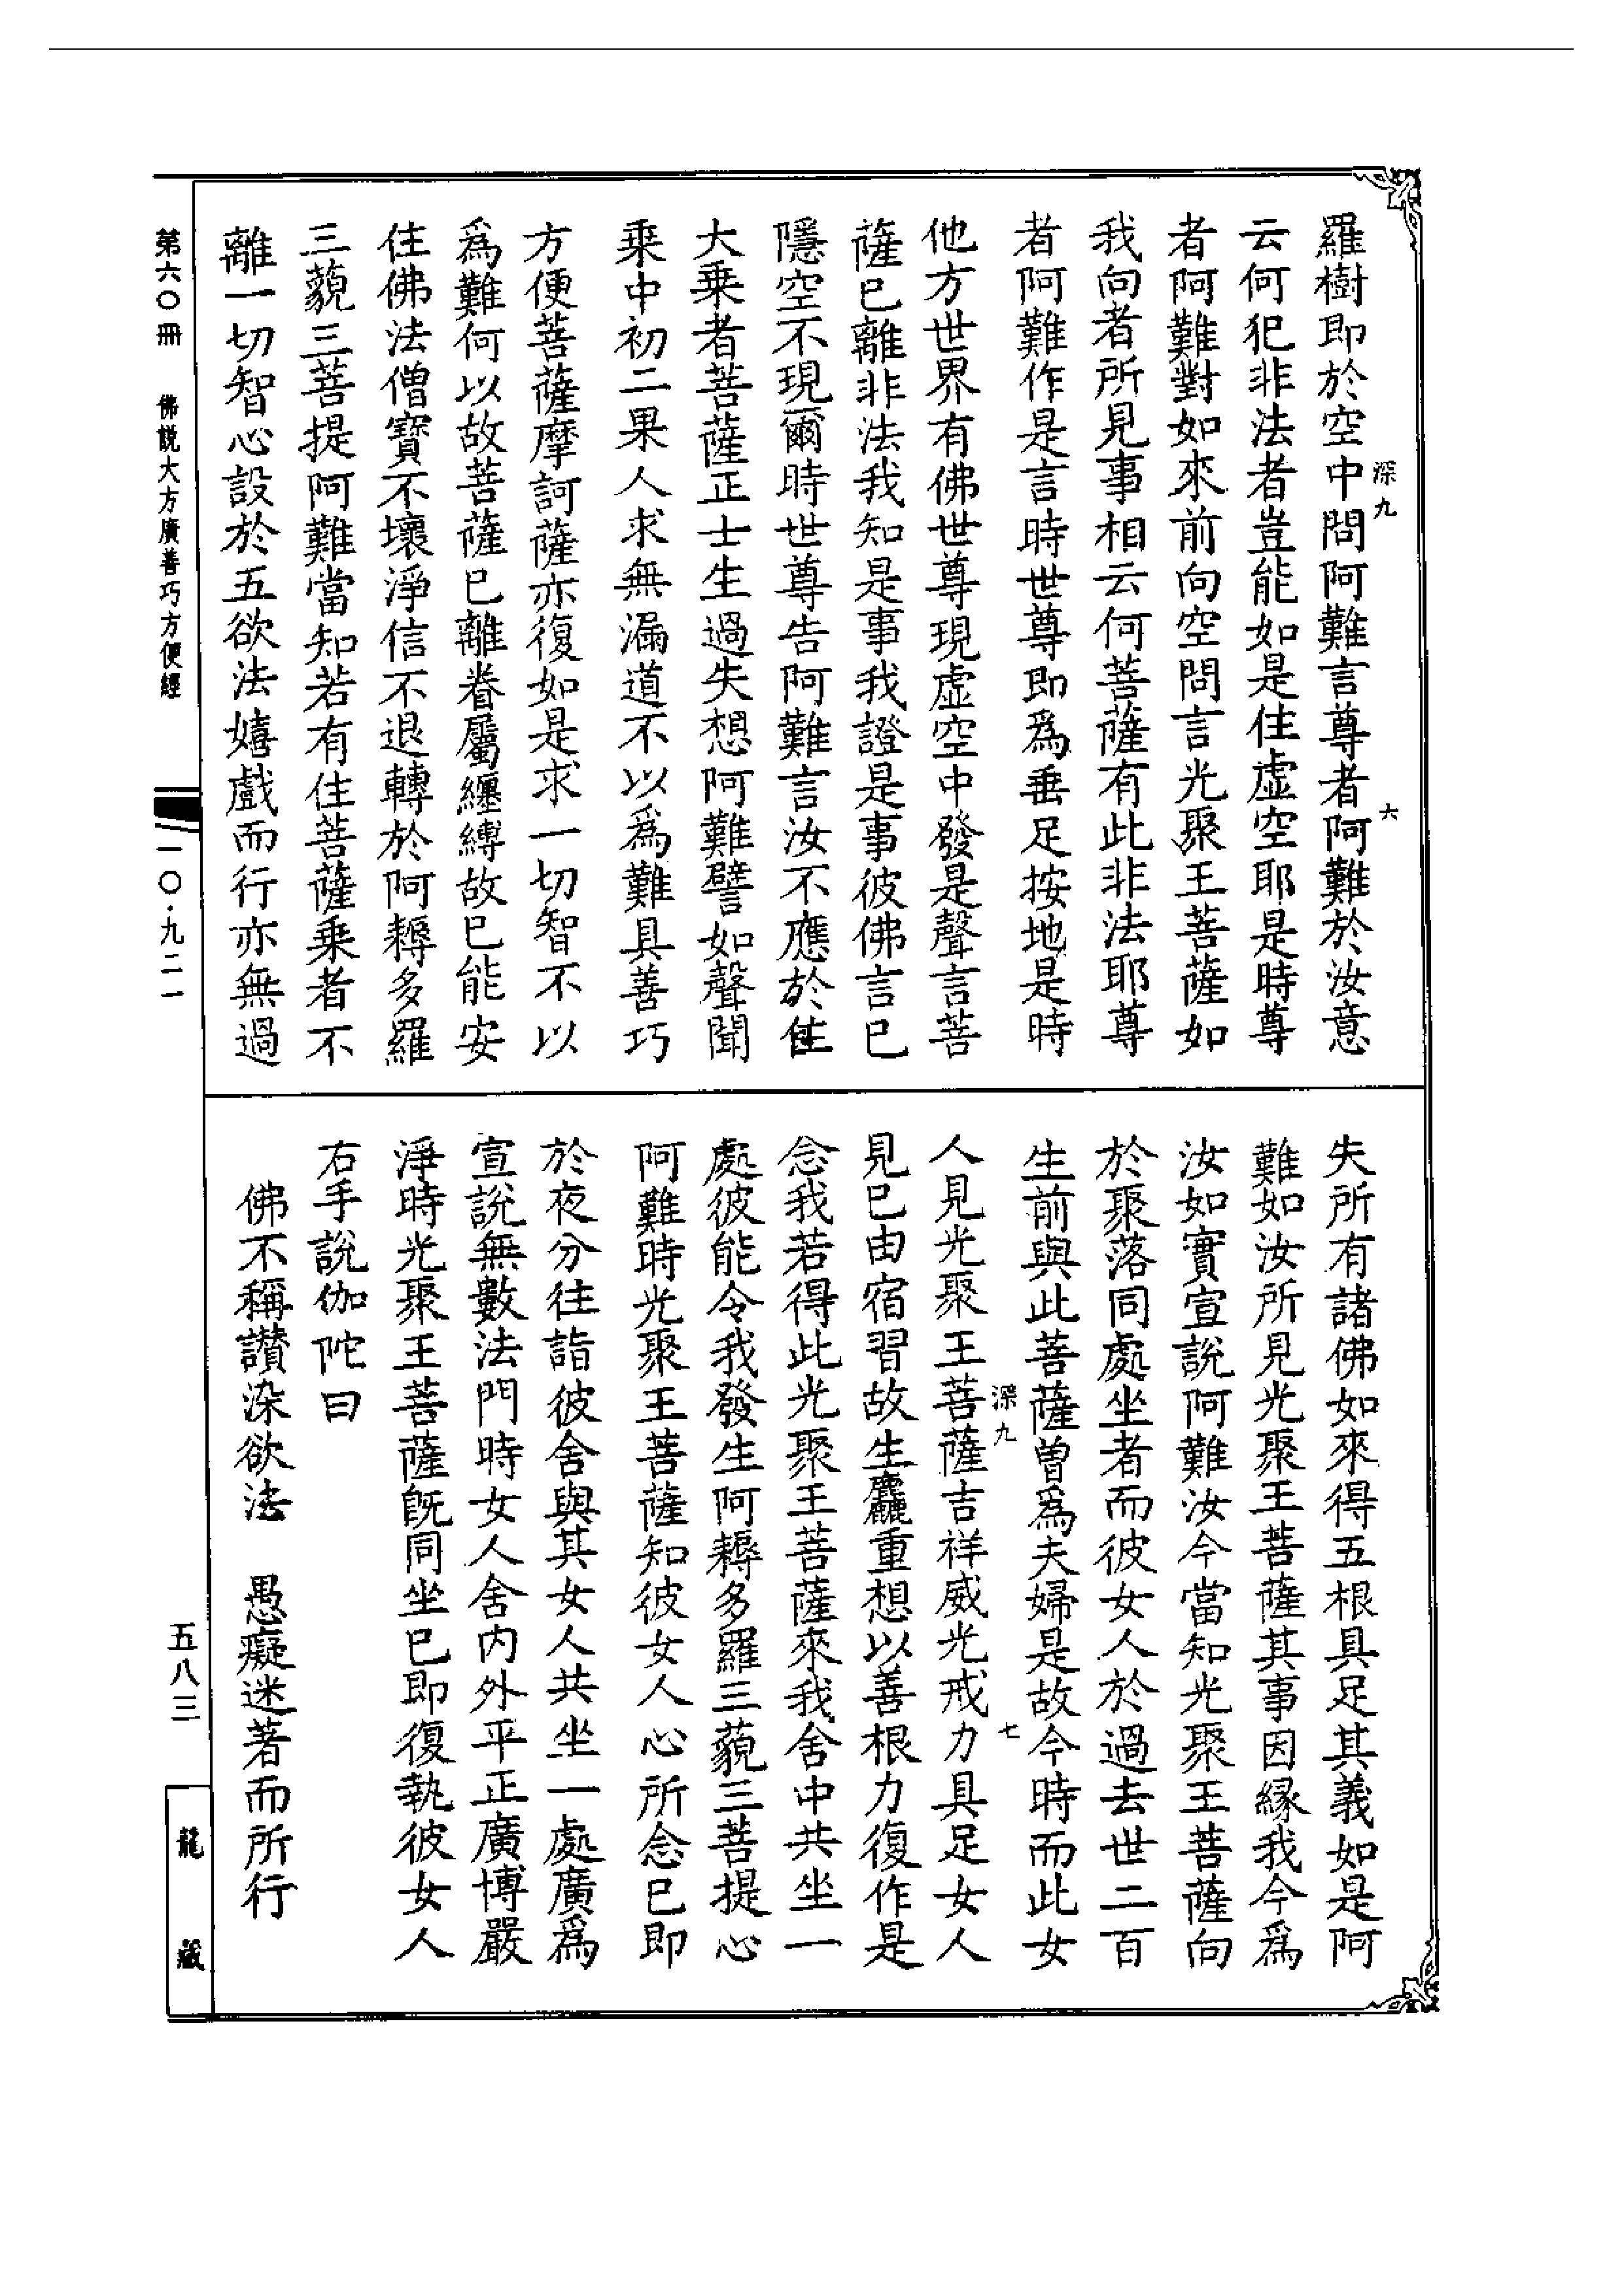 羅樹即於空中問阿難言尊者阿難於汝意
深九
六
云何犯非法者豈能如是住虛空耶是時尊
者阿難對如來前向空問言光聚王菩薩如
我向者所見事相云何菩薩有此非法耶尊
者阿難作是言時世尊即為垂足按地是時
他方世界有佛世尊現虛空中發是聲言菩
薩已離非法我知是事我證是事彼佛言已
隱空不現爾時世尊告阿難言汝不應於住
大乗者菩薩正士生過失想阿難譬如聲聞
乗中初二果人求無漏道不以為難具善巧
方便菩薩摩訶薩亦復如是求一切智不以
為難何以故菩薩已離眷屬纏縛故已能安
住佛法僧寶不壞淨信不退轉於阿耨多羅
三藐三菩提阿難當知若有住菩薩乗者不
離一切智心設於五欲法嬉戲而行亦無過
失所有諸佛如來得五根具足其義如是阿
難如汝所見光聚王菩薩其事因緣我今為
汝如實宣說阿難汝今當知光聚王菩薩向
於聚落同處坐者而彼女人於過去世二百
生前與此菩薩曾為夫婦是故今時而此女
深九
七
人見光聚王菩薩吉祥威光戒力具足女人
見已由宿習故生麤重想以善根力復作是
念我若得此光聚王菩薩來我舍中共坐一
處彼能令我發生阿耨多羅三藐三菩提心
阿難時光聚王菩薩知彼女人心所念已即
於夜分往詣彼舍與其女人共坐一處廣為
宣說無數法門時女人舍内外平正廣博嚴
淨時光聚王菩薩旣同坐已即復執彼女人
右手說伽陀曰
佛不稱讃染欲法　愚癡迷著而所行
第六〇冊　佛説大方廣善巧方便經
一〇·九二一
五八三
龍藏